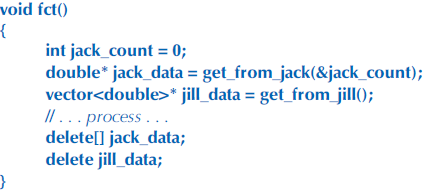 void fct()
{
int jack_count = 0;
double* jack_data = get_from_jack(&jack_count);
vector<double>* jill_data = get_from_jill();
// . . . process . . .
delete[] jack_data;
delete jill_data;
}